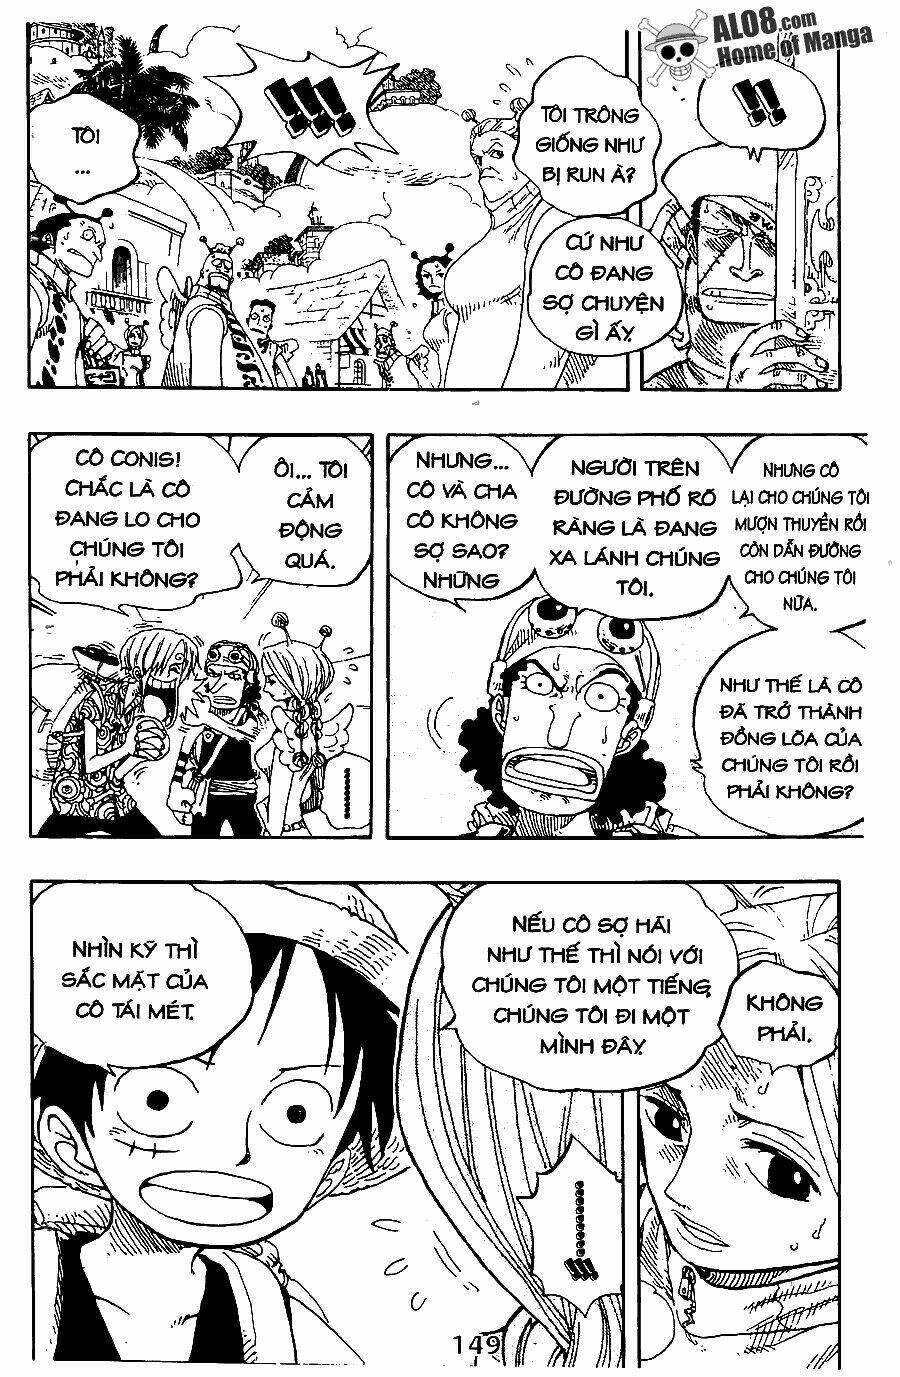 AL08.com
Home of Manga
!!
TÔI TRÔNG
GIỐNG NHƯ
BỊ RUN À?
CỨ NHƯ
CÔ ĐANG
SỢ CHUYỆN
GÌ ẤY.
!!!
TÔI
...
NHƯNG CÔ
LẠI CHO CHÚNG TÔI
MƯỢN THUYỀN RỒI
CÒN DẪN ĐƯỜNG
CHO CHÚNG TÔI
NỮA.
NGƯỜI TRÊN
ĐƯỜNG PHỐ RÕ
RÀNG LÀ ĐANG
XA LÁNH CHÚNG
TÔI.
NHƯNG...
CÔ VÀ CHA
CÔ KHÔNG
SỢ SAO?
NHỮNG
NHƯ THẾ LÀ CÔ
ĐÃ TRỞ THÀNH
ĐỒNG LÕA CỦA
CHÚNG TÔI RỒI
PHẢI KHÔNG?
ÔI... TÔI
CẢM
ĐỘNG
QUÁ.
CÔ CONIS!
CHẮC LÀ CÔ
ĐANG LO CHO
CHÚNG TÔI
PHẢI KHÔNG?
..........
KHÔNG
PHẢI.
NẾU CÔ SỢ HÃI
NHƯ THẾ THÌ NÓI VỚI
CHÚNG TÔI MỘT TIẾNG,
CHÚNG TÔI ĐI MỘT
MÌNH ĐÂY.
..........!!!
NHÌN KỸ THÌ
SẮC MẶT CỦA
CÔ TÁI MÉT.
149